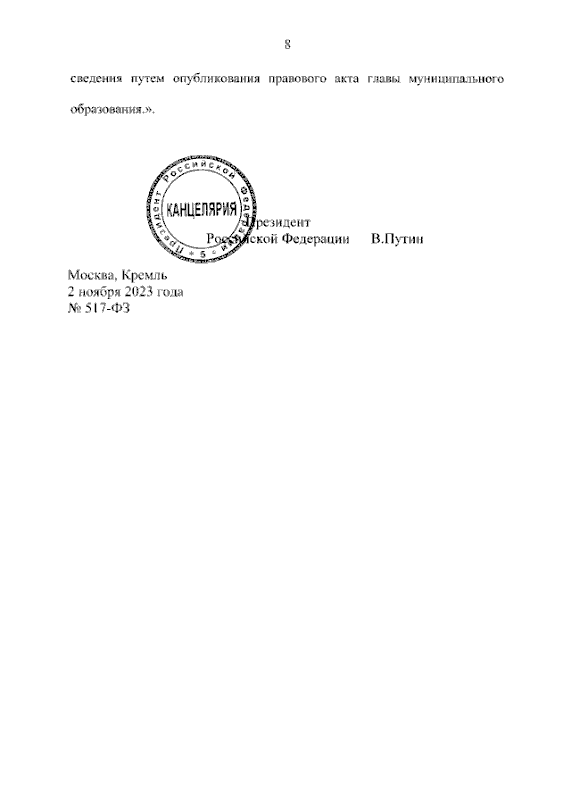 8
сведения путем опубликования правового акта главы муниципального
образования.».
Президент Российской Федерации
КАНЦЕЛЯРИЯ
* 5 *
Президент
Российской Федерации В.Путин
Москва, Кремль
2 ноября 2023 года
№ 517-ФЗ